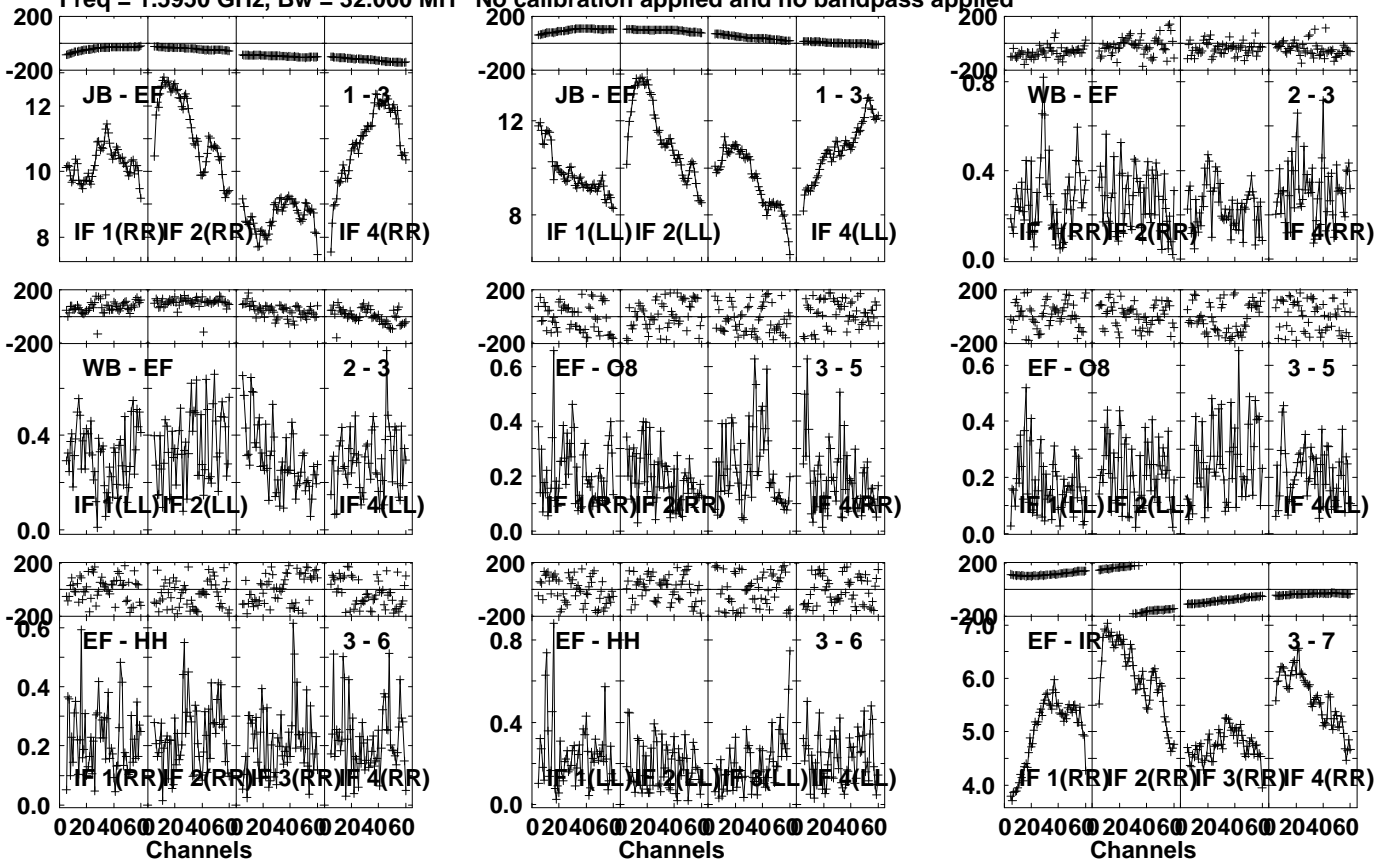 Freq = 1.5950 GHz, Bw = 32.000 MH No calibration applied and no bandpass applied
200
-200
JB - EF 1 - 3
12
10
8
IF 1(RR) IF 2(RR) IF 4(RR)
200
-200
JB - EF 1 - 3
12
8
IF 1(LL) IF 2(LL) IF 4(LL)
200
-200
0.8
WB - EF 2 - 3
0.4
0.0
IF 1(RR) IF 2(RR) IF 4(RR)
200
-200
WB - EF 2 - 3
0.4
0.0
IF 1(LL) IF 2(LL) IF 4(LL)
200
-200
0.6
EF - O8 3 - 5
0.4
0.2
0.0
IF 1(RR) IF 2(RR) IF 4(RR)
200
-200
0.6
EF - O8 3 - 5
0.4
0.2
0.0
IF 1(LL) IF 2(LL) IF 4(LL)
200
-200
0.6
EF - HH 3 - 6
0.4
0.2
0.0
IF 1(RR) IF 2(RR) IF 3(RR) IF 4(RR)
0 20 40 60 0 20 40 60 0 20 40 60 0 20 40 60
Channels
200
-200
0.8
EF - HH 3 - 6
0.4
0.0
IF 1(LL) IF 2(LL) IF 3(LL) IF 4(LL)
0 20 40 60 0 20 40 60 0 20 40 60 0 20 40 60
Channels
200
-200
7.0
EF - IR 3 - 7
6.0
5.0
4.0
IF 1(RR) IF 2(RR) IF 3(RR) IF 4(RR)
0 20 40 60 0 20 40 60 0 20 40 60 0 20 40 60
Channels